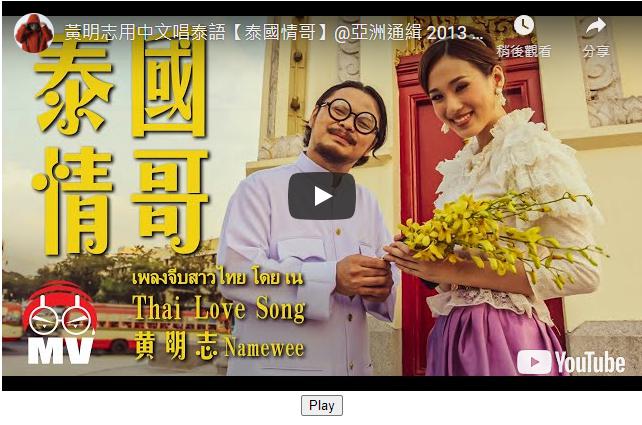 黃明志用中文唱泰語【泰國情哥】@亞洲通緝 2013 ...
稍後觀看
分享
泰國
情哥
เพลงจีบสาวไทย โดย เน
Thai Love Song
黃明志 Namewee
MV
YouTube
Play